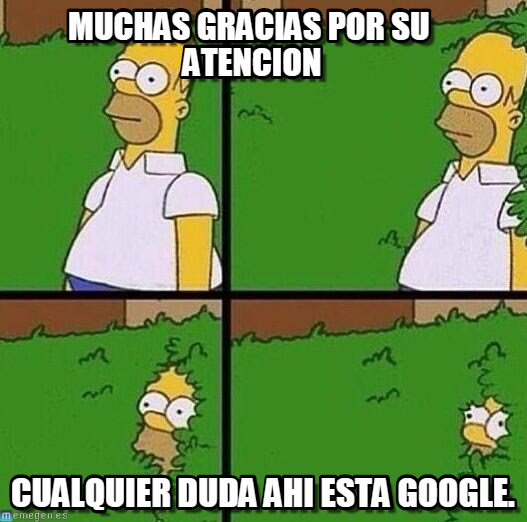 MUCHAS GRACIAS POR SU
ATENCION
CUALQUIER DUDA AHI ESTA GOOGLE.
memegen.es